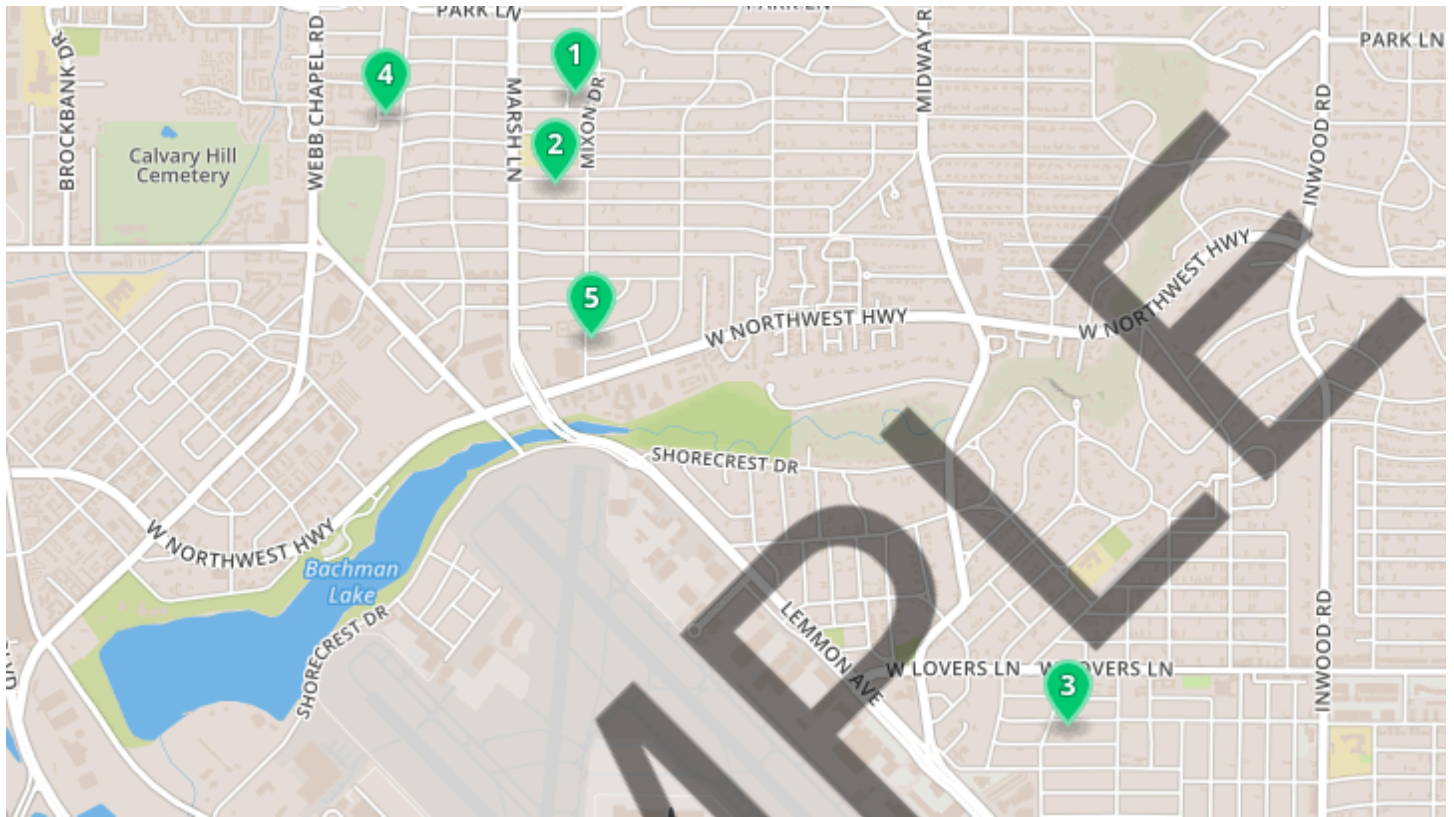 PARK LN
PARK LN
BROCKBANK DR
WEBB CHAPEL RD
MARSH LN
MIXON DR
MIDWAY R
INWOOD RD
PARK LN
4
1
2
Calvary Hill
Cemetery
5
W NORTHWEST HWY
W NORTHWEST HWY
SHORECREST DR
W NORTHWEST HWY
Bachman
Lake
SHORECREST DR
LEMMON AVE
W LOVERS LN
W LOVERS LN
INWOOD RD
3
MPLE